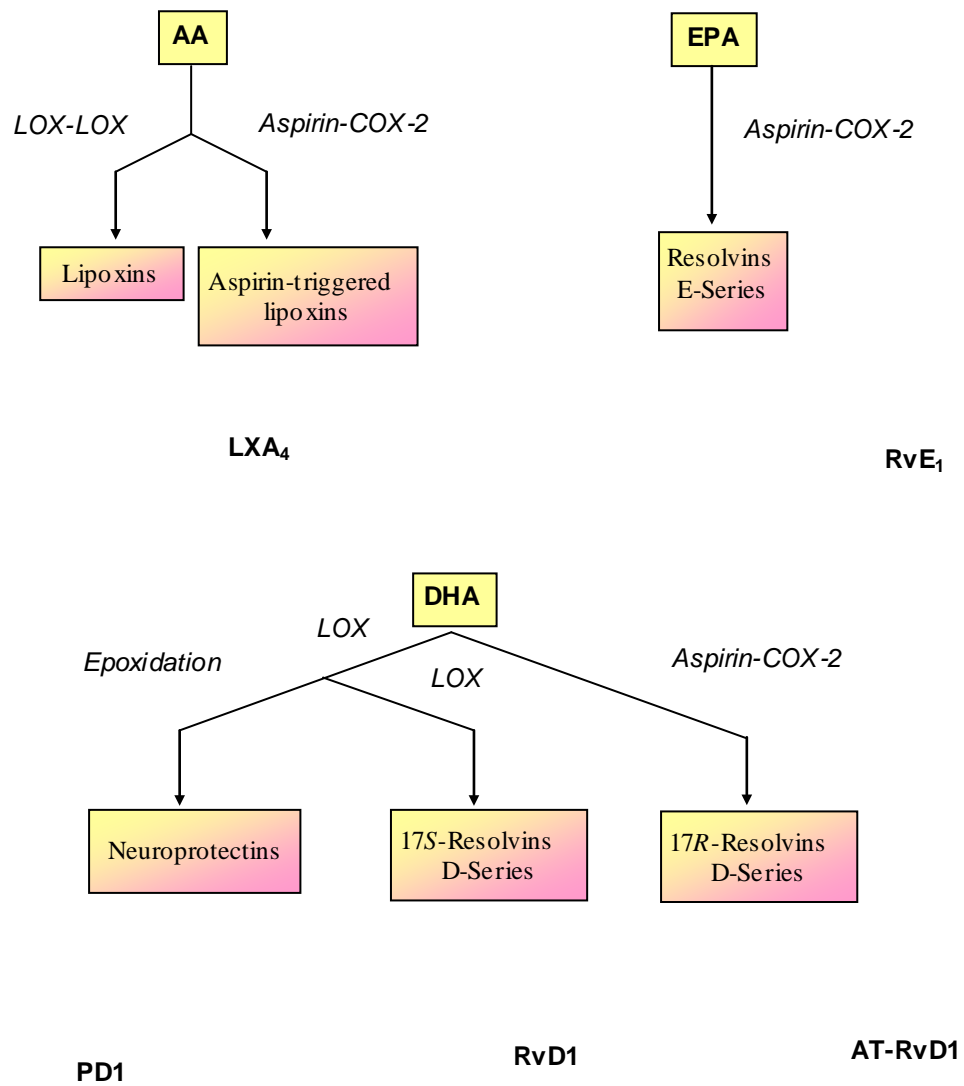 AA
EPA
LOX-LOX
Aspirin-COX-2
Aspirin-COX-2
Lipoxins
Aspirin-triggered
lipoxins
Resolvins
E-Series
LXA₄
RvE₁
DHA
LOX
Epoxidation
LOX
Aspirin-COX-2
Neuroprotectins
17S-Resolvins
D-Series
17R-Resolvins
D-Series
PD1
RvD1
AT-RvD1